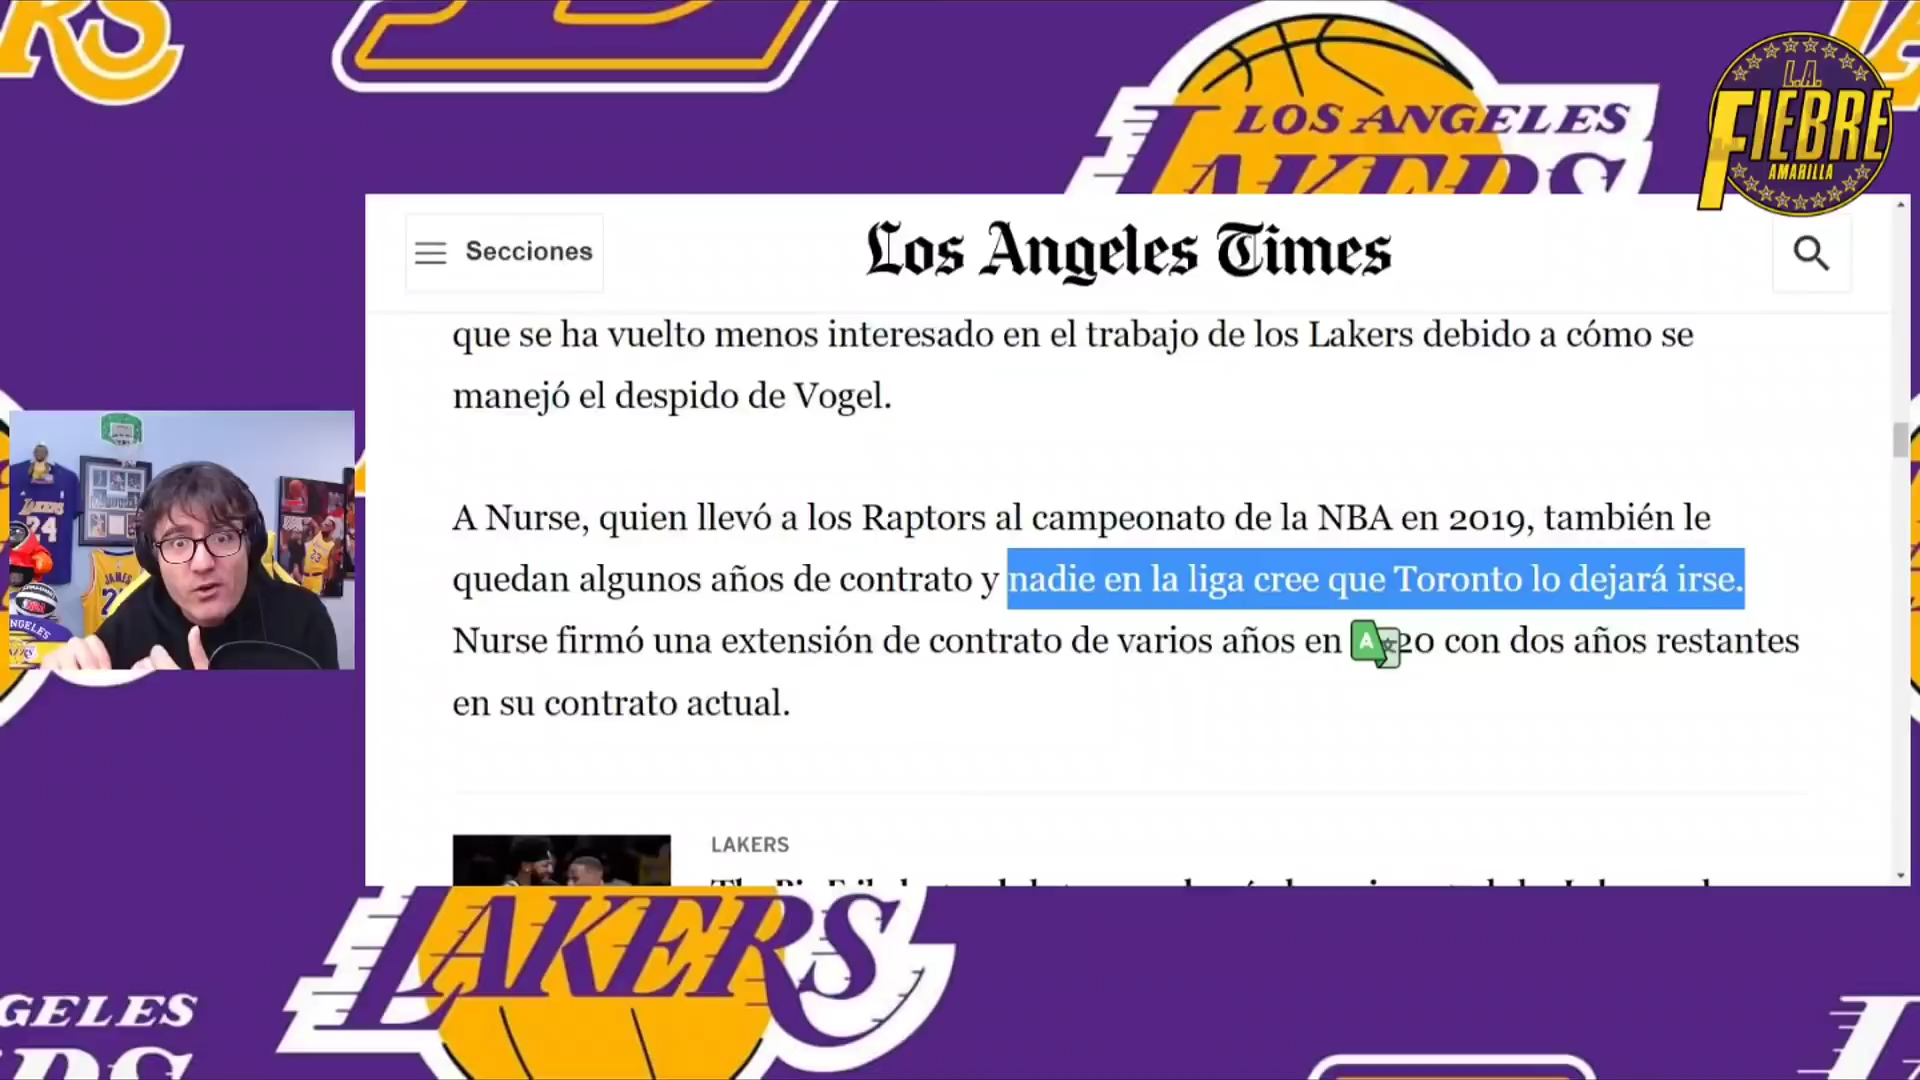 LOS ANGELES
L.A.
FIEBRE
AMARILLA
Secciones
Los Angeles Times
que se ha vuelto menos interesado en el trabajo de los Lakers debido a cómo se
manejó el despido de Vogel.
A Nurse, quien llevó a los Raptors al campeonato de la NBA en 2019, también le
quedan algunos años de contrato y nadie en la liga cree que Toronto lo dejará irse.
Nurse firmó una extensión de contrato de varios años en 20 con dos años restantes
en su contrato actual.
LAKERS
24
JAMES
LAKERS